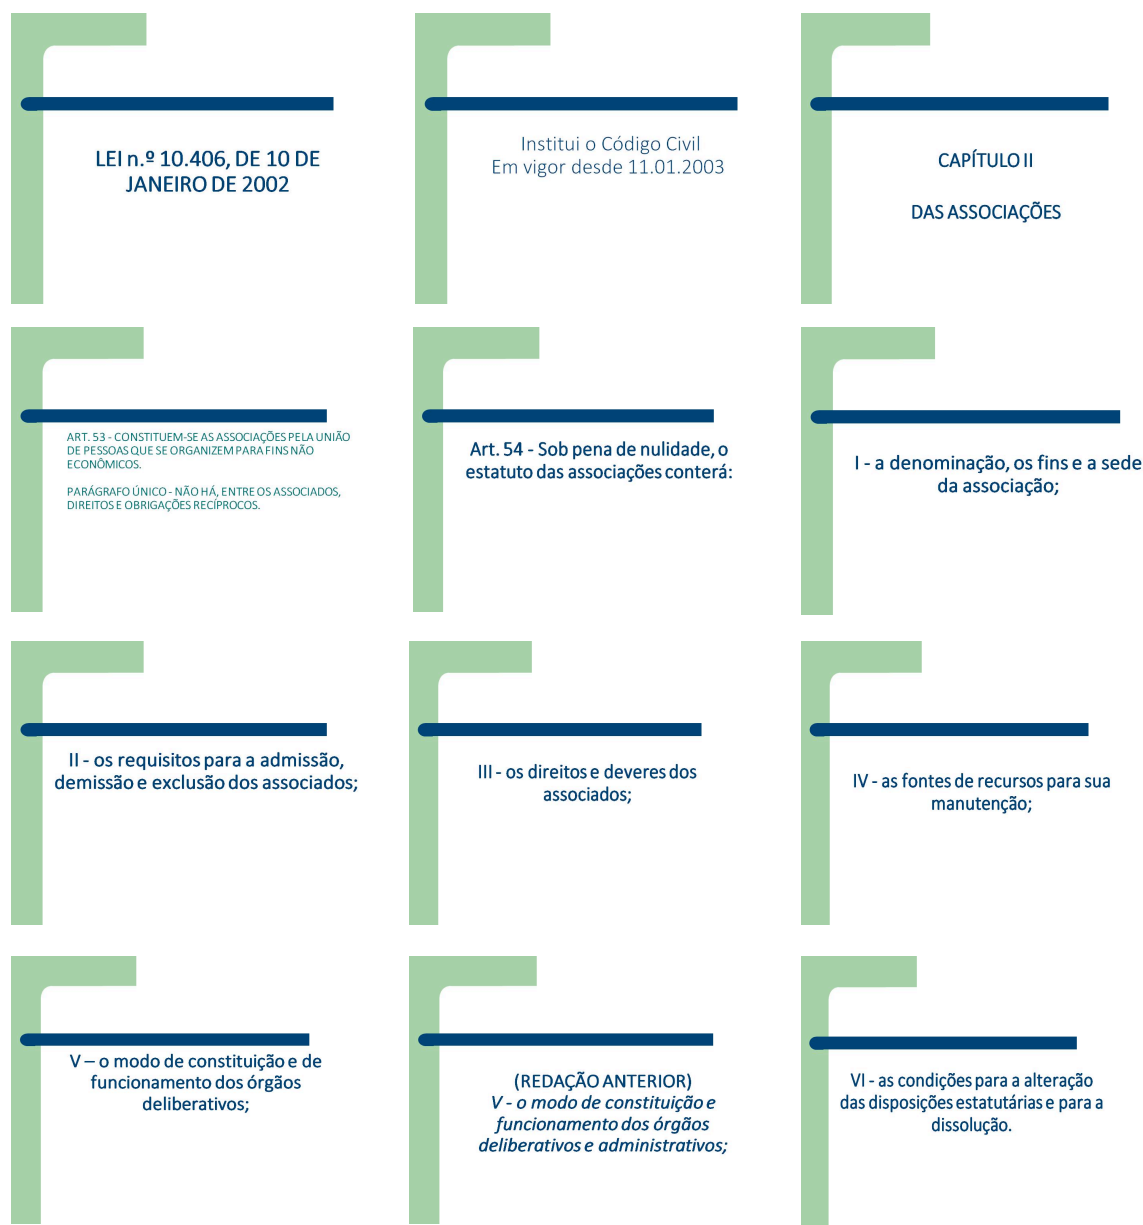 LEI n.º 10.406, DE 10 DE
JANEIRO DE 2002
Institui o Código Civil
Em vigor desde 11.01.2003
CAPÍTULO II
DAS ASSOCIAÇÕES
ART. 53 - CONSTITUEM-SE AS ASSOCIAÇÕES PELA UNIÃO
DE PESSOAS QUE SE ORGANIZEM PARA FINS NÃO
ECONÔMICOS.
PARÁGRAFO ÚNICO - NÃO HÁ, ENTRE OS ASSOCIADOS,
DIREITOS E OBRIGAÇÕES RECÍPROCOS.
Art. 54 - Sob pena de nulidade, o
estatuto das associações conterá:
I - a denominação, os fins e a sede
da associação;
II - os requisitos para a admissão,
demissão e exclusão dos associados;
III - os direitos e deveres dos
associados;
IV - as fontes de recursos para sua
manutenção;
V – o modo de constituição e de
funcionamento dos órgãos
deliberativos;
(REDAÇÃO ANTERIOR)
V - o modo de constituição e
funcionamento dos órgãos
deliberativos e administrativos;
VI - as condições para a alteração
das disposições estatutárias e para a
dissolução.